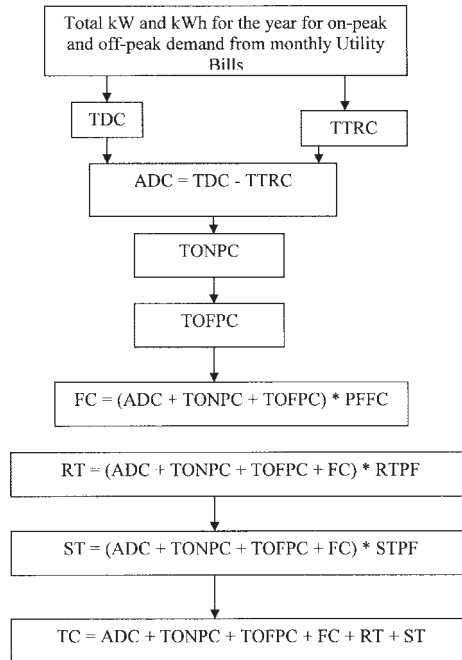 Total kW and kWh for the year for on-peak
and off-peak demand from monthly Utility
Bills
TDC
TTRC
ADC = TDC - TTRC
TONPC
TOFPC
FC = (ADC + TONPC + TOFPC) * PFFC
RT = (ADC + TONPC + TOFPC + FC) * RTPF
ST = (ADC + TONPC + TOFPC + FC) * STPF
TC = ADC + TONPC + TOFPC + FC + RT + ST